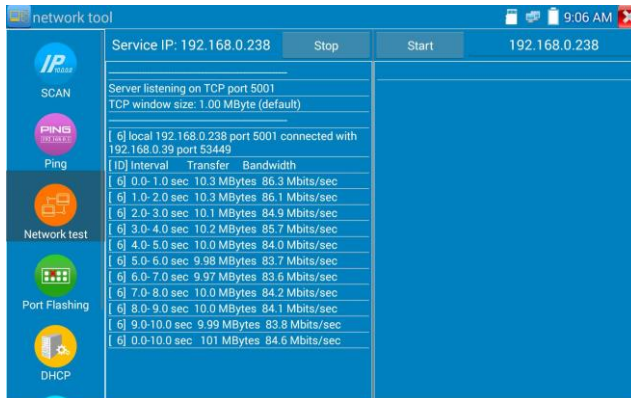 network tool
9:06 AM
Service IP: 192.168.0.238
Stop
Start
192.168.0.238
IP
SCAN
PING
Ping
Network test
Port Flashing
DHCP
Server listening on TCP port 5001
TCP window size: 1.00 MByte (default)
[ 6] local 192.168.0.238 port 5001 connected with
192.168.0.39 port 53449
[ ID] Interval Transfer Bandwidth
[ 6] 0.0- 1.0 sec 10.3 MBytes 86.3 Mbits/sec
[ 6] 1.0- 2.0 sec 10.3 MBytes 86.1 Mbits/sec
[ 6] 2.0- 3.0 sec 10.1 MBytes 84.9 Mbits/sec
[ 6] 3.0- 4.0 sec 10.2 MBytes 85.7 Mbits/sec
[ 6] 4.0- 5.0 sec 10.0 MBytes 84.0 Mbits/sec
[ 6] 5.0- 6.0 sec 9.98 MBytes 83.7 Mbits/sec
[ 6] 6.0- 7.0 sec 9.97 MBytes 83.6 Mbits/sec
[ 6] 7.0- 8.0 sec 10.0 MBytes 84.2 Mbits/sec
[ 6] 8.0- 9.0 sec 10.0 MBytes 84.1 Mbits/sec
[ 6] 9.0-10.0 sec 9.99 MBytes 83.8 Mbits/sec
[ 6] 0.0-10.0 sec 101 MBytes 84.6 Mbits/sec